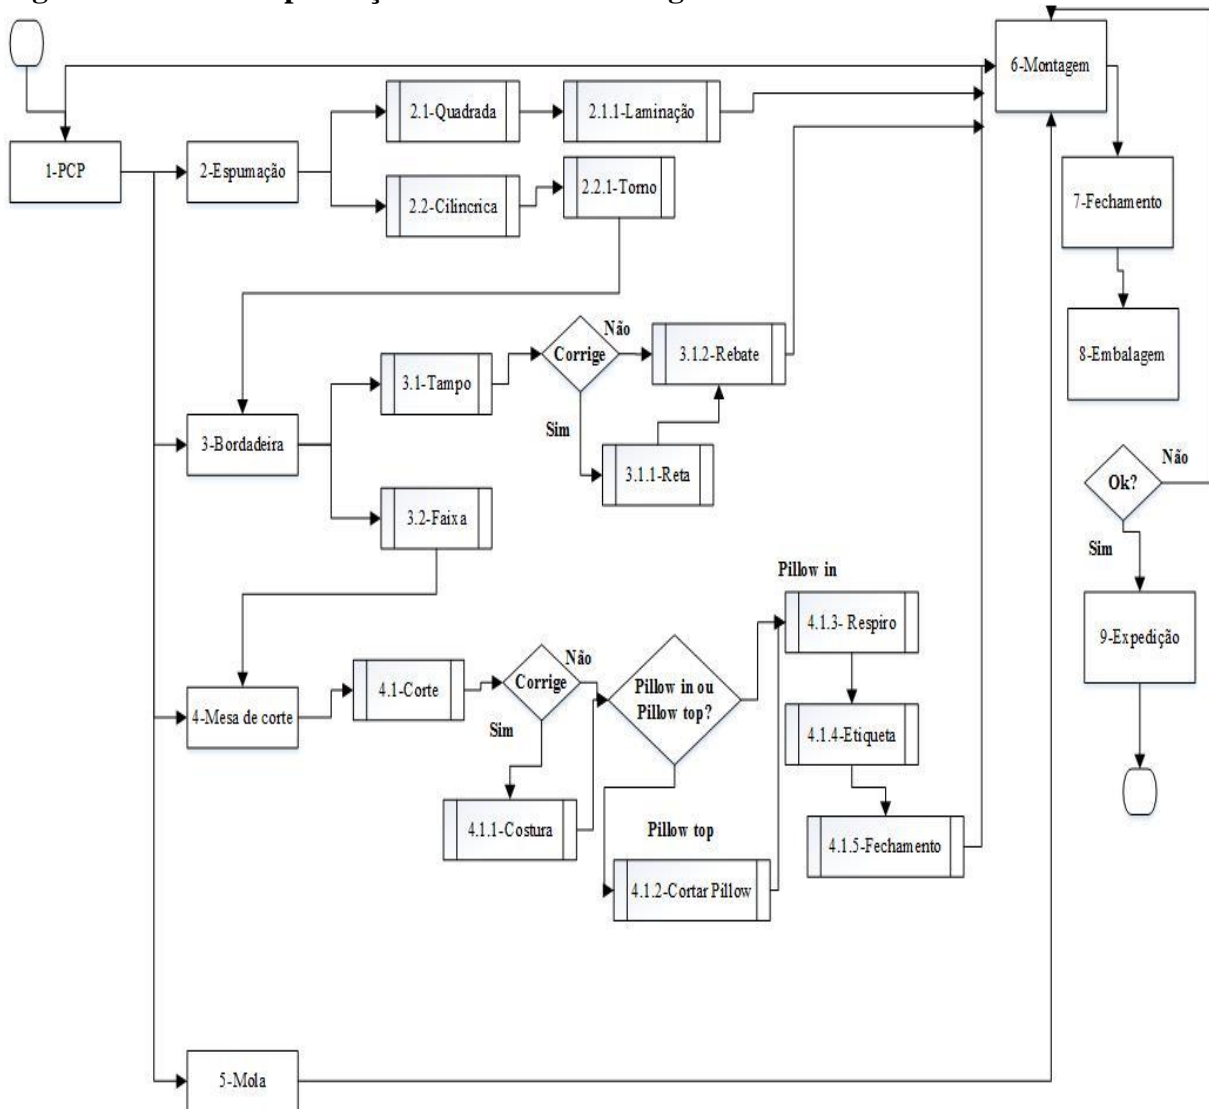 6-Montagem
2.1-Quadrada
2.1.1-Laminação
1-PCP
2-Espumação
2.2-Cilincrica
2.2.1-Torno
7-Fechamento
Não
Corrige
3.1.2-Rebate
8-Embalagem
3.1-Tampo
Sim
3-Bordadeira
3.1.1-Reta
Não
Ok?
3.2-Faixa
Sim
Pillow in
4.1.3- Respiro
9-Expedição
Não
4.1-Corte
Corrige
Pillow in ou
Pillow top?
4-Mesa de corte
Sim
4.1.4-Etiqueta
4.1.1-Costura
Pillow top
4.1.5-Fechamento
4.1.2-Cortar Pillow
5-Mola